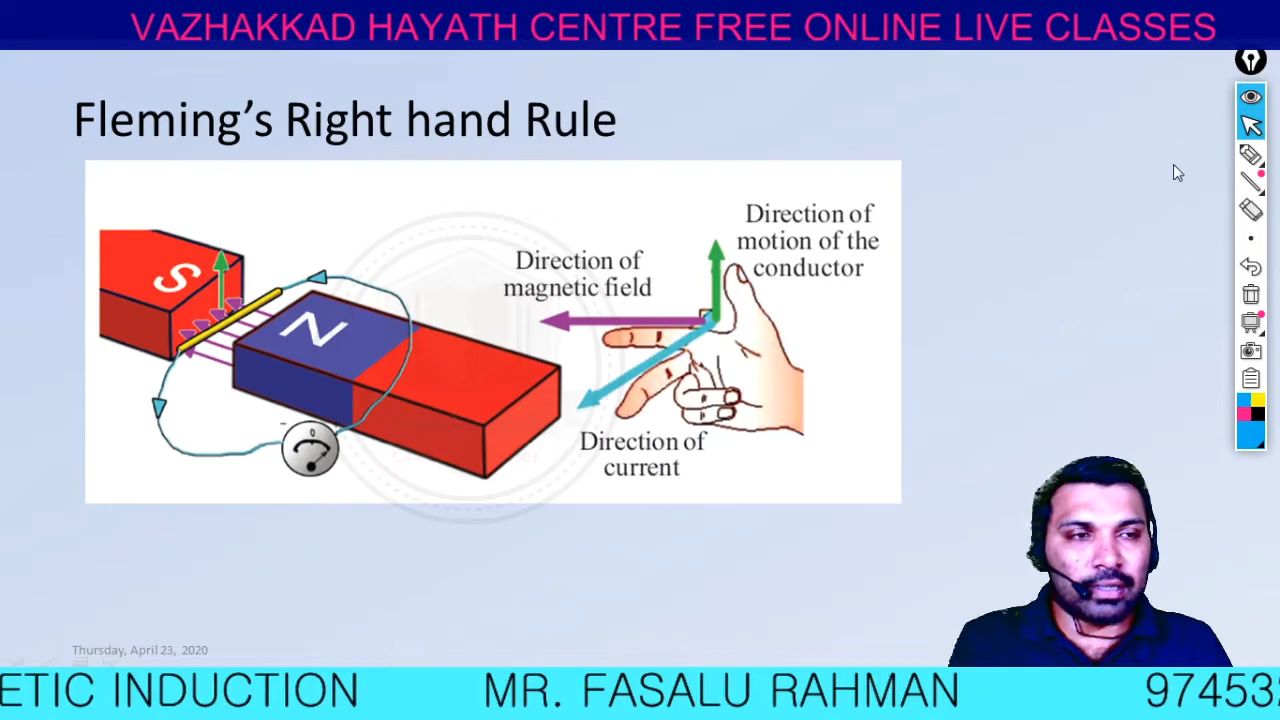 VAZHAKKAD HAYATH CENTRE FREE ONLINE LIVE CLASSES
Fleming's Right hand Rule
Direction of
motion of the
conductor
Direction of
magnetic field
S
N
Direction of
current
- 0
Thursday, April 23, 2020
ETIC INDUCTION MR. FASALU RAHMAN 97453